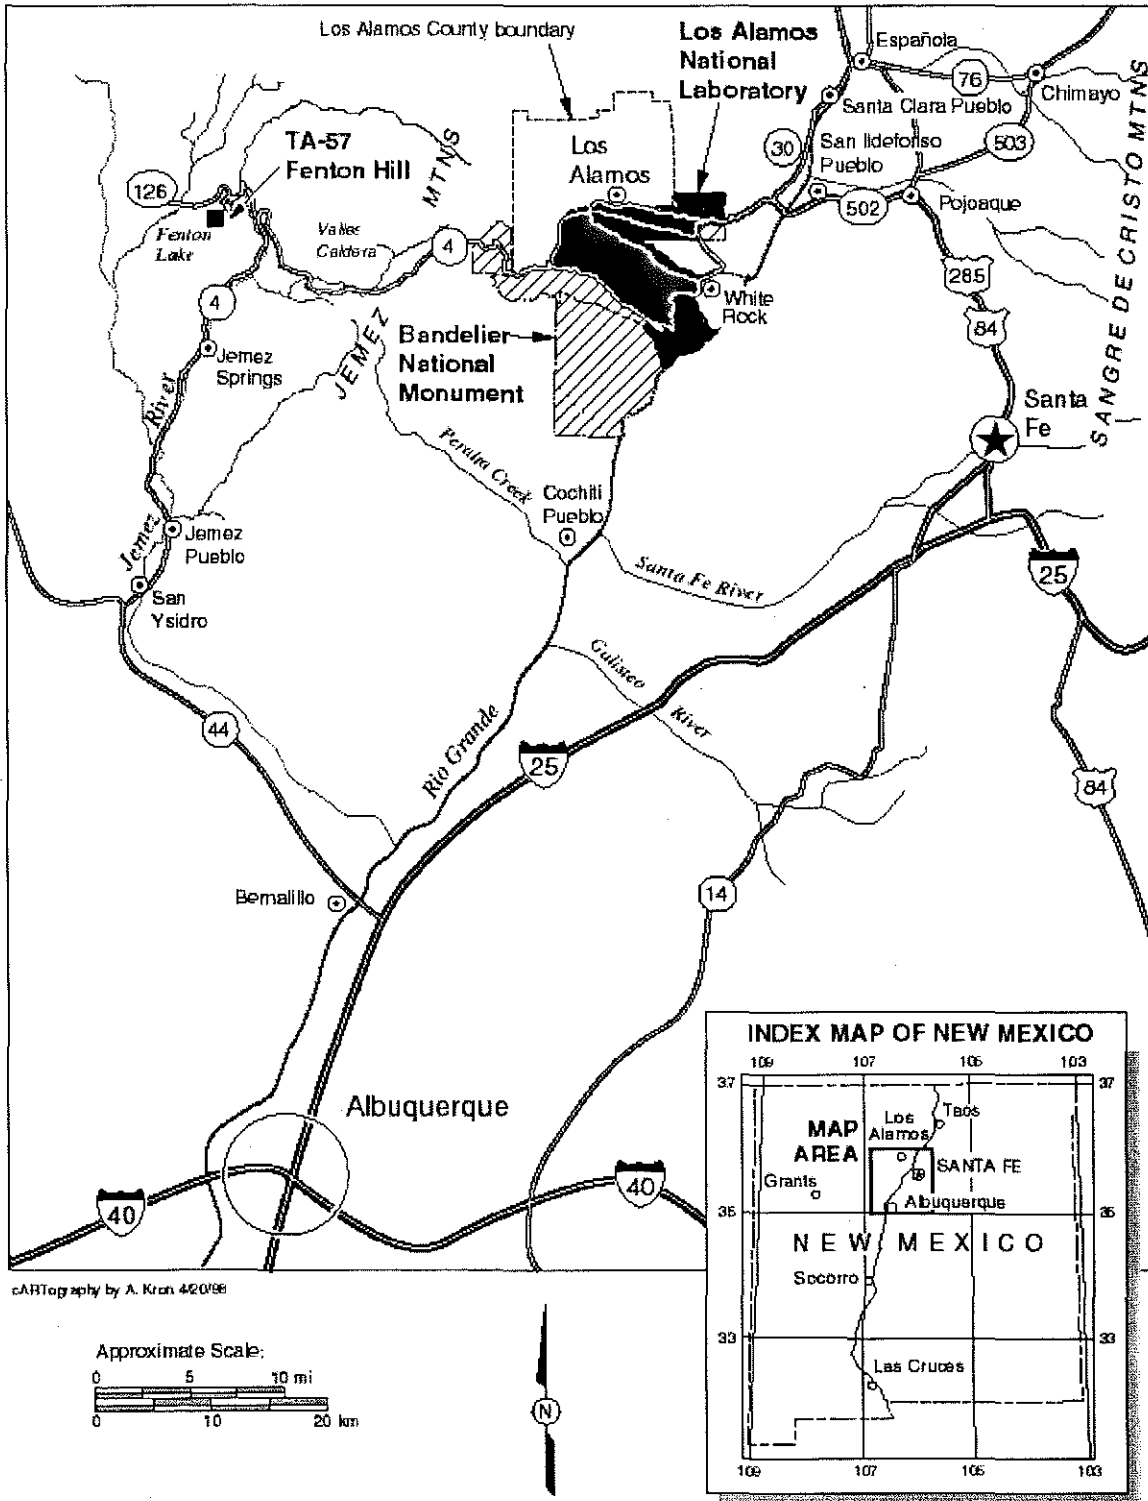 Los Alamos County boundary
Los Alamos
National
Laboratory
Española
76
Chimayo
Santa Clara Pueblo
30
San Ildefonso
Pueblo
503
SANGRE DE CRISTO MTNS
TA-57
Fenton Hill
MTNS
Los
Alamos
126
502
Pojoaque
Fenton
Lake
Valles
Caldera
4
285
4
White
Rock
84
Bandelier
National
Monument
JEMEZ
Jemez
Springs
River
Santa
Fe
Peralta Creek
Cochiti
Pueblo
Jemez
Pueblo
Jemez
Santa Fe River
25
San
Ysidro
Galisteo
River
44
Rio Grande
25
84
Bernalillo
14
Albuquerque
40
40
INDEX MAP OF NEW MEXICO
109 107 105 103
37 37
Taos
Los
Alamos
MAP
AREA
SANTA FE
Grants
Albuquerque
35 35
NEW MEXICO
Socorro
33 33
Las Cruces
109 107 105 103
cARTography by A. Kron 4/20/98
Approximate Scale:
0 5 10 mi
0 10 20 km
N